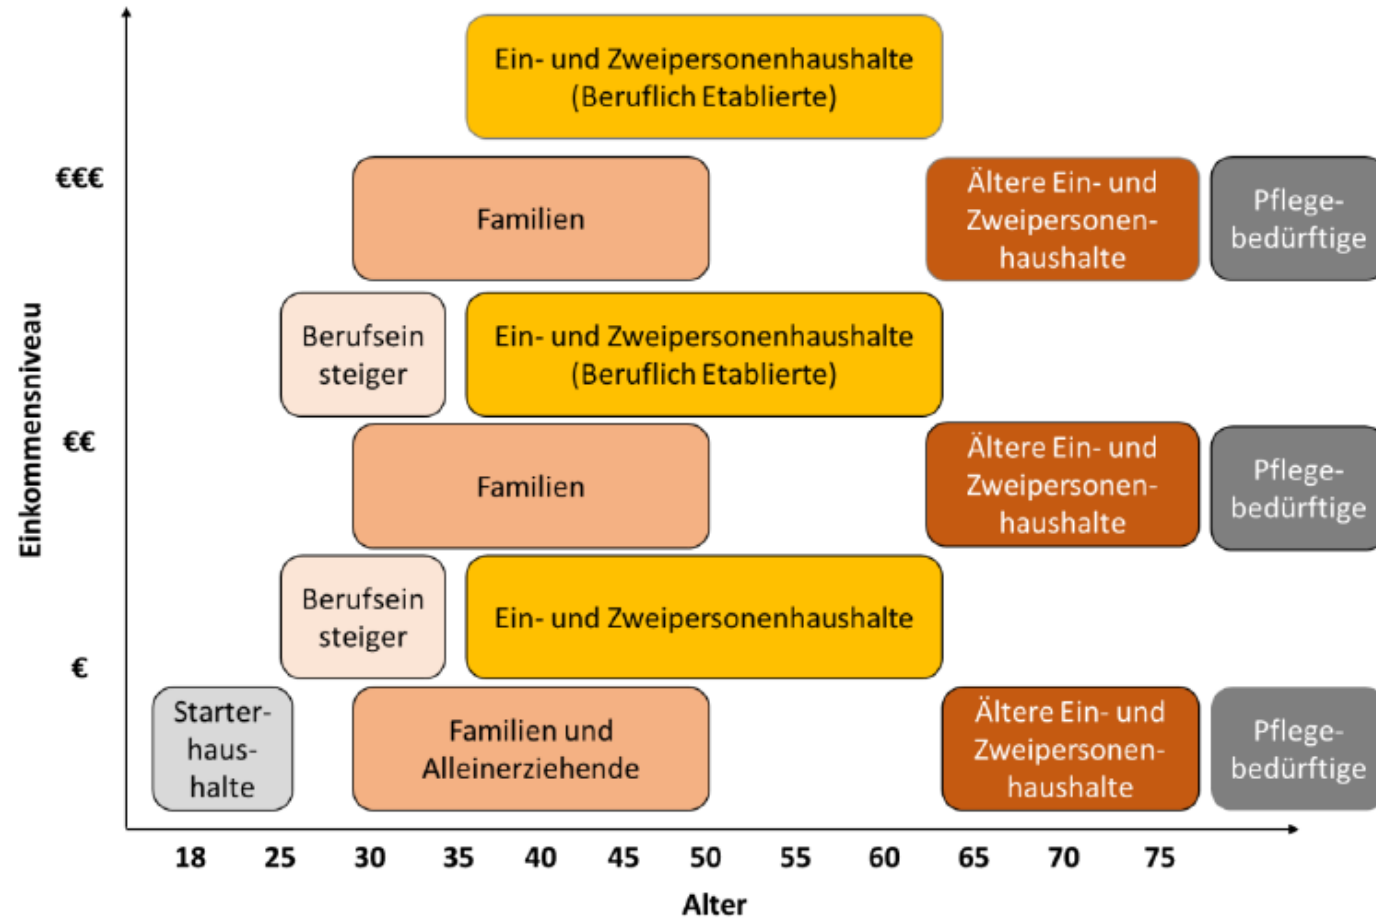 Ein- und Zweipersonenhaushalte
(Beruflich Etablierte)
€€€
Familien
Ältere Ein- und
Zweipersonen-
haushalte
Pflege-
bedürftige
Berufsein
steiger
Ein- und Zweipersonenhaushalte
(Beruflich Etablierte)
Einkommensniveau
€€
Familien
Ältere Ein- und
Zweipersonen-
haushalte
Pflege-
bedürftige
Berufsein
steiger
Ein- und Zweipersonenhaushalte
€
Starter-
haus-
halte
Familien und
Alleinerziehende
Ältere Ein- und
Zweipersonen-
haushalte
Pflege-
bedürftige
18 25 30 35 40 45 50 55 60 65 70 75
Alter